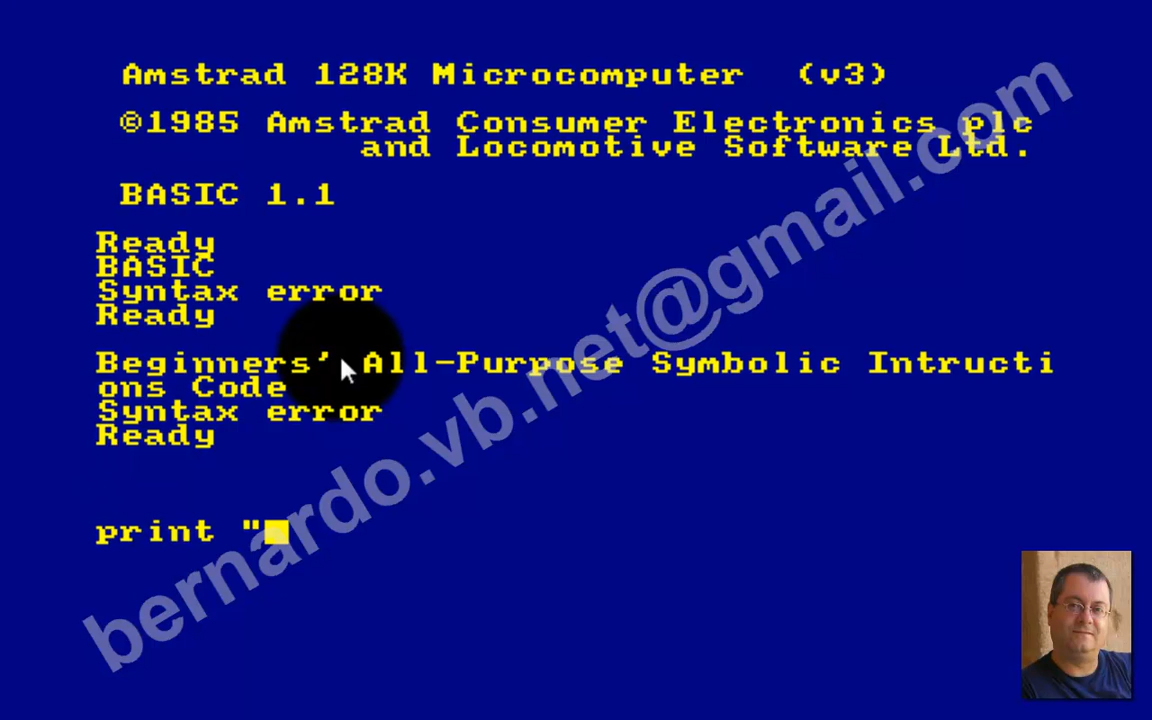 Amstrad 128K Microcomputer (v3)
©1985 Amstrad Consumer Electronics plc
and Locomotive Software Ltd.
BASIC 1.1
Ready
BASIC
Syntax error
Ready
Beginners' All-Purpose Symbolic Intructi
ons Code
Syntax error
Ready
print "
bernardo.vb.net@gmail.com